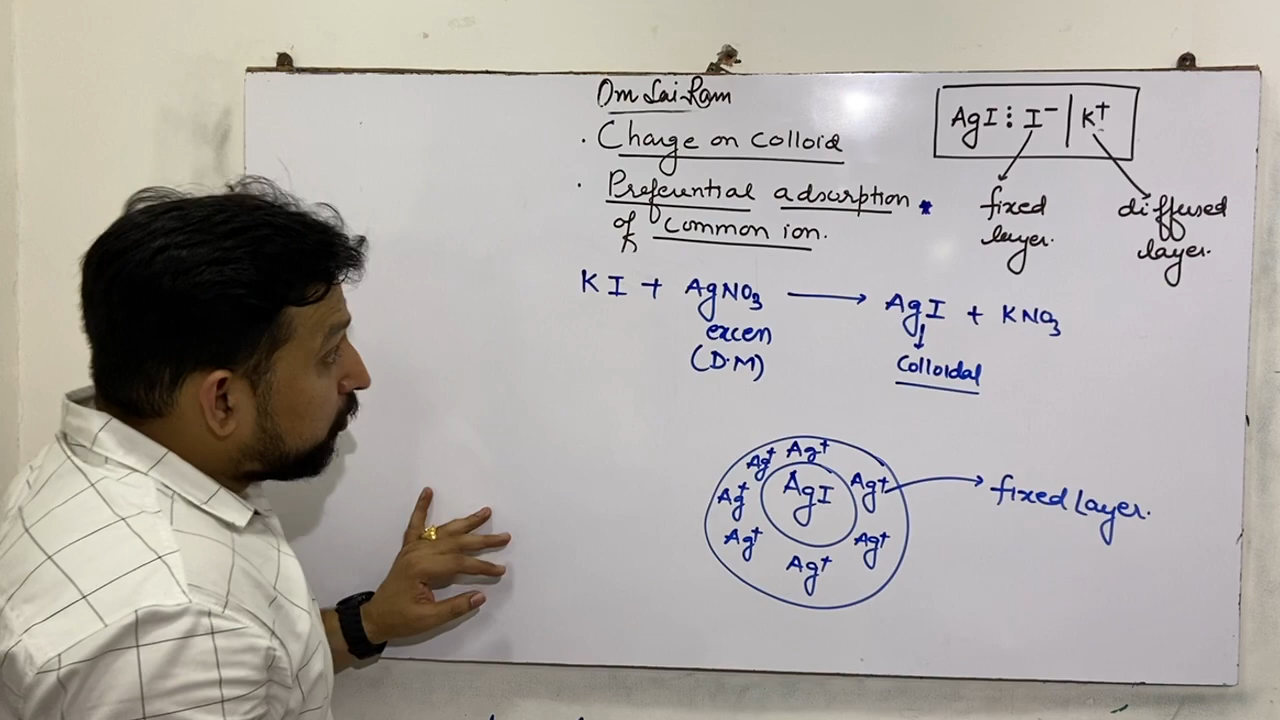 Om Sai Ram
. Charge on Colloid
. Preferential adsorption *
of Common ion.
AgI ⋮ I⁻ | K⁺
fixed layer.
diffused layer.
KI + AgNO₃ ⟶ AgI + KNO₃
excess
(D.M)
↓
Colloidal
Ag⁺ Ag⁺
Ag⁺ AgI Ag⁺ → fixed Layer.
Ag⁺ Ag⁺
Ag⁺